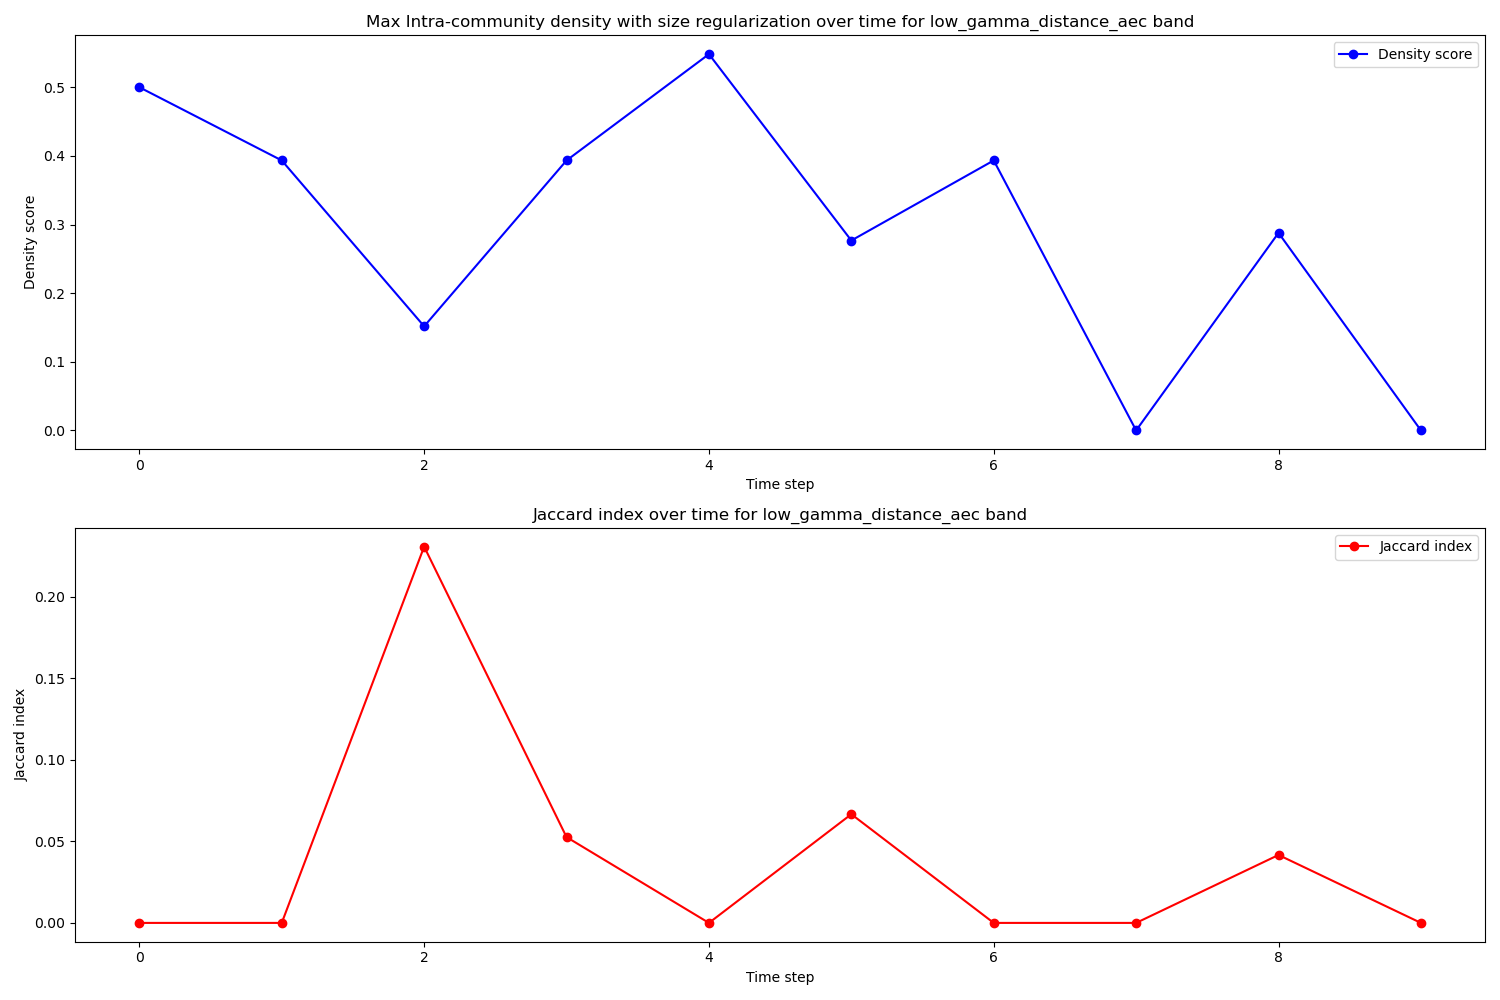 Max Intra-community density with size regularization over time for low_gamma_distance_aec band
Density score
0.5
0.4
0.3
0.2
0.1
0.0
Density score
0
2
4
6
8
Time step
Jaccard index over time for low_gamma_distance_aec band
Jaccard index
0.20
0.15
0.10
0.05
0.00
Jaccard index
0
2
4
6
8
Time step